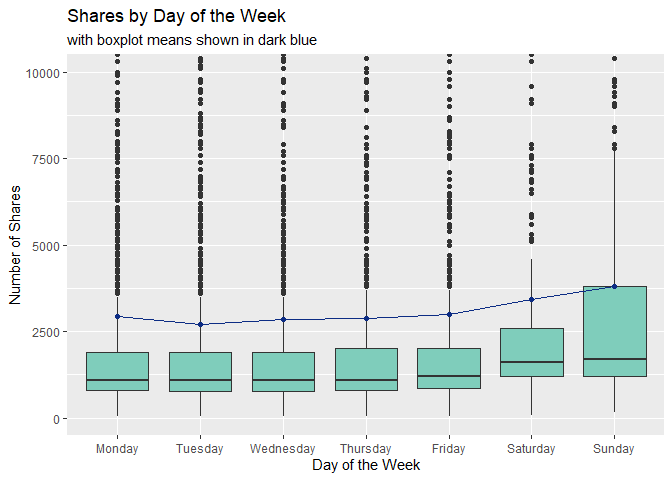 Shares by Day of the Week
with boxplot means shown in dark blue
Number of Shares
10000
7500
5000
2500
0
Monday Tuesday Wednesday Thursday Friday Saturday Sunday
Day of the Week